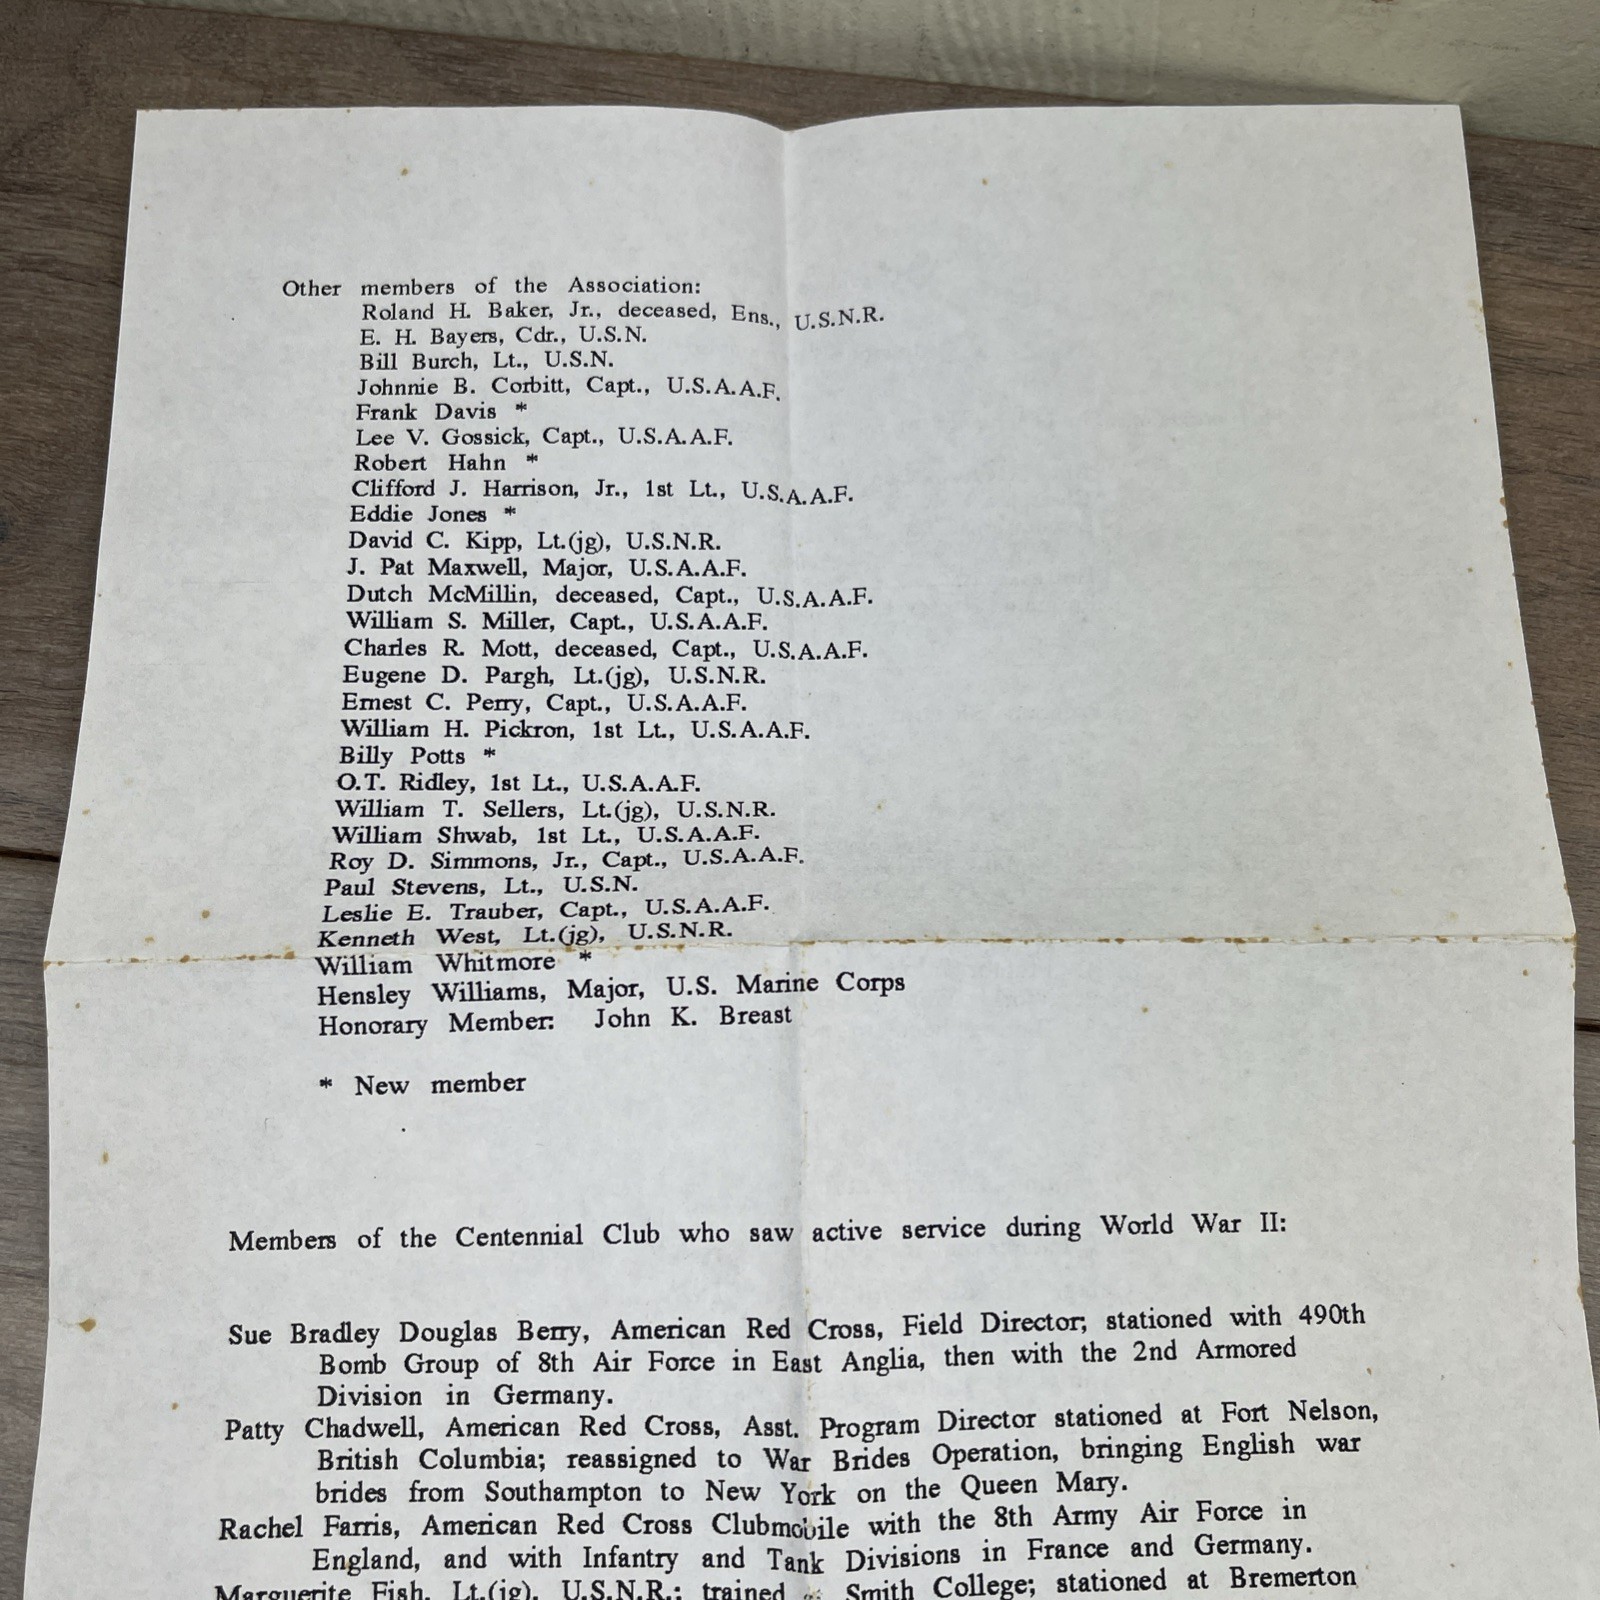 Other members of the Association:
Roland H. Baker, Jr., deceased, Ens., U.S.N.R.
E. H. Bayers, Cdr., U.S.N.
Bill Burch, Lt., U.S.N.
Johnnie B. Corbitt, Capt., U.S.A.A.F.
Frank Davis *
Lee V. Gossick, Capt., U.S.A.A.F.
Robert Hahn *
Clifford J. Harrison, Jr., 1st Lt., U.S.A.A.F.
Eddie Jones *
David C. Kipp, Lt.(jg), U.S.N.R.
J. Pat Maxwell, Major, U.S.A.A.F.
Dutch McMillin, deceased, Capt., U.S.A.A.F.
William S. Miller, Capt., U.S.A.A.F.
Charles R. Mott, deceased, Capt., U.S.A.A.F.
Eugene D. Pargh, Lt.(jg), U.S.N.R.
Ernest C. Perry, Capt., U.S.A.A.F.
William H. Pickron, 1st Lt., U.S.A.A.F.
Billy Potts *
O.T. Ridley, 1st Lt., U.S.A.A.F.
William T. Sellers, Lt.(jg), U.S.N.R.
William Shwab, 1st Lt., U.S.A.A.F.
Roy D. Simmons, Jr., Capt., U.S.A.A.F.
Paul Stevens, Lt., U.S.N.
Leslie E. Trauber, Capt., U.S.A.A.F.
Kenneth West, Lt.(jg), U.S.N.R.
William Whitmore *
Hensley Williams, Major, U.S. Marine Corps
Honorary Member: John K. Breast
* New member
Members of the Centennial Club who saw active service during World War II:
Sue Bradley Douglas Berry, American Red Cross, Field Director; stationed with 490th
Bomb Group of 8th Air Force in East Anglia, then with the 2nd Armored
Division in Germany.
Patty Chadwell, American Red Cross, Asst. Program Director stationed at Fort Nelson,
British Columbia; reassigned to War Brides Operation, bringing English war
brides from Southampton to New York on the Queen Mary.
Rachel Farris, American Red Cross Clubmobile with the 8th Army Air Force in
England, and with Infantry and Tank Divisions in France and Germany.
Marguerite Fish, Lt.(jg), U.S.N.R.; trained Smith College; stationed at Bremerton